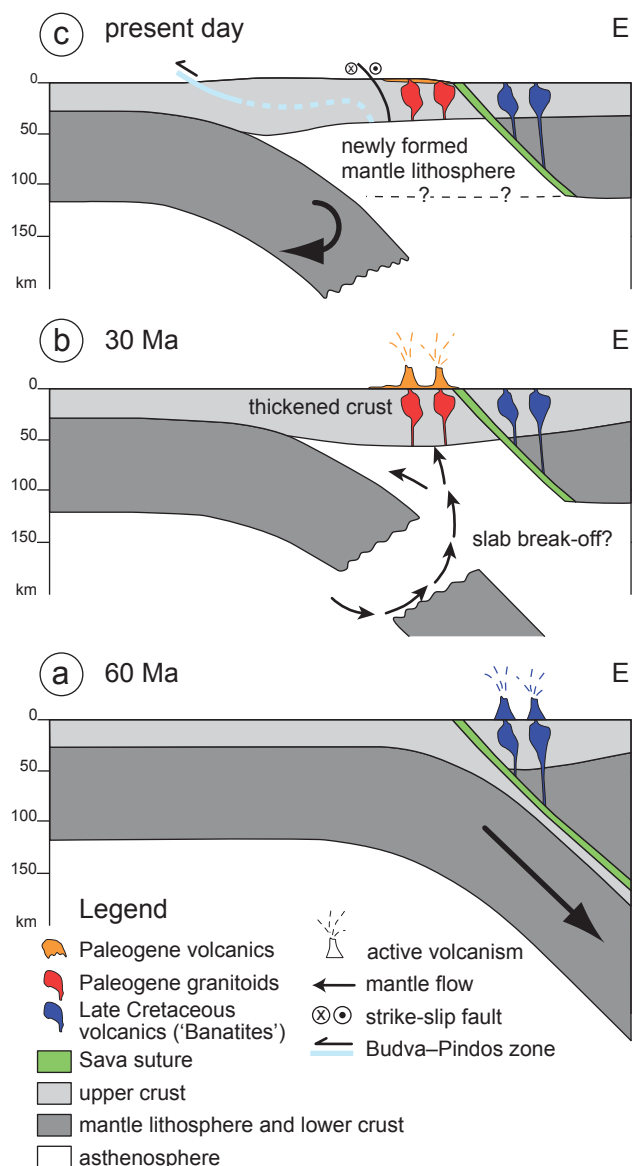 c present day E
0
50
100
150
km
newly formed
mantle lithosphere
? ?
b 30 Ma E
0
50
100
150
km
thickened crust
slab break-off?
a 60 Ma E
0
50
100
150
km
Legend
Paleogene volcanics
Paleogene granitoids
Late Cretaceous
volcanics (‘Banatites’)
Sava suture
upper crust
mantle lithosphere and lower crust
asthenosphere
active volcanism
mantle flow
strike-slip fault
Budva–Pindos zone